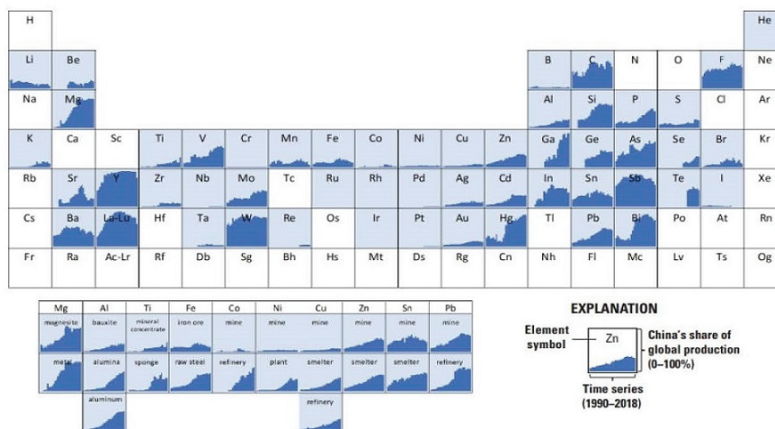 H He
Li Be B C N O F Ne
Na Mg Al Si P S Cl Ar
K Ca Sc Ti V Cr Mn Fe Co Ni Cu Zn Ga Ge As Se Br Kr
Rb Sr Y Zr Nb Mo Tc Ru Rh Pd Ag Cd In Sn Sb Te I Xe
Cs Ba La-Lu Hf Ta W Re Os Ir Pt Au Hg Tl Pb Bi Po At Rn
Fr Ra Ac-Lr Rf Db Sg Bh Hs Mt Ds Rg Cn Nh Fl Mc Lv Ts Og
Mg Al Ti Fe Co Ni Cu Zn Sn Pb
magnesite bauxite mineral concentrate iron ore mine mine mine mine mine mine
metal alumina sponge raw steel refinery plant smelter smelter smelter refinery
aluminum refinery
EXPLANATION
Element symbol
Zn
China's share of
global production
(0–100%)
Time series
(1990–2018)